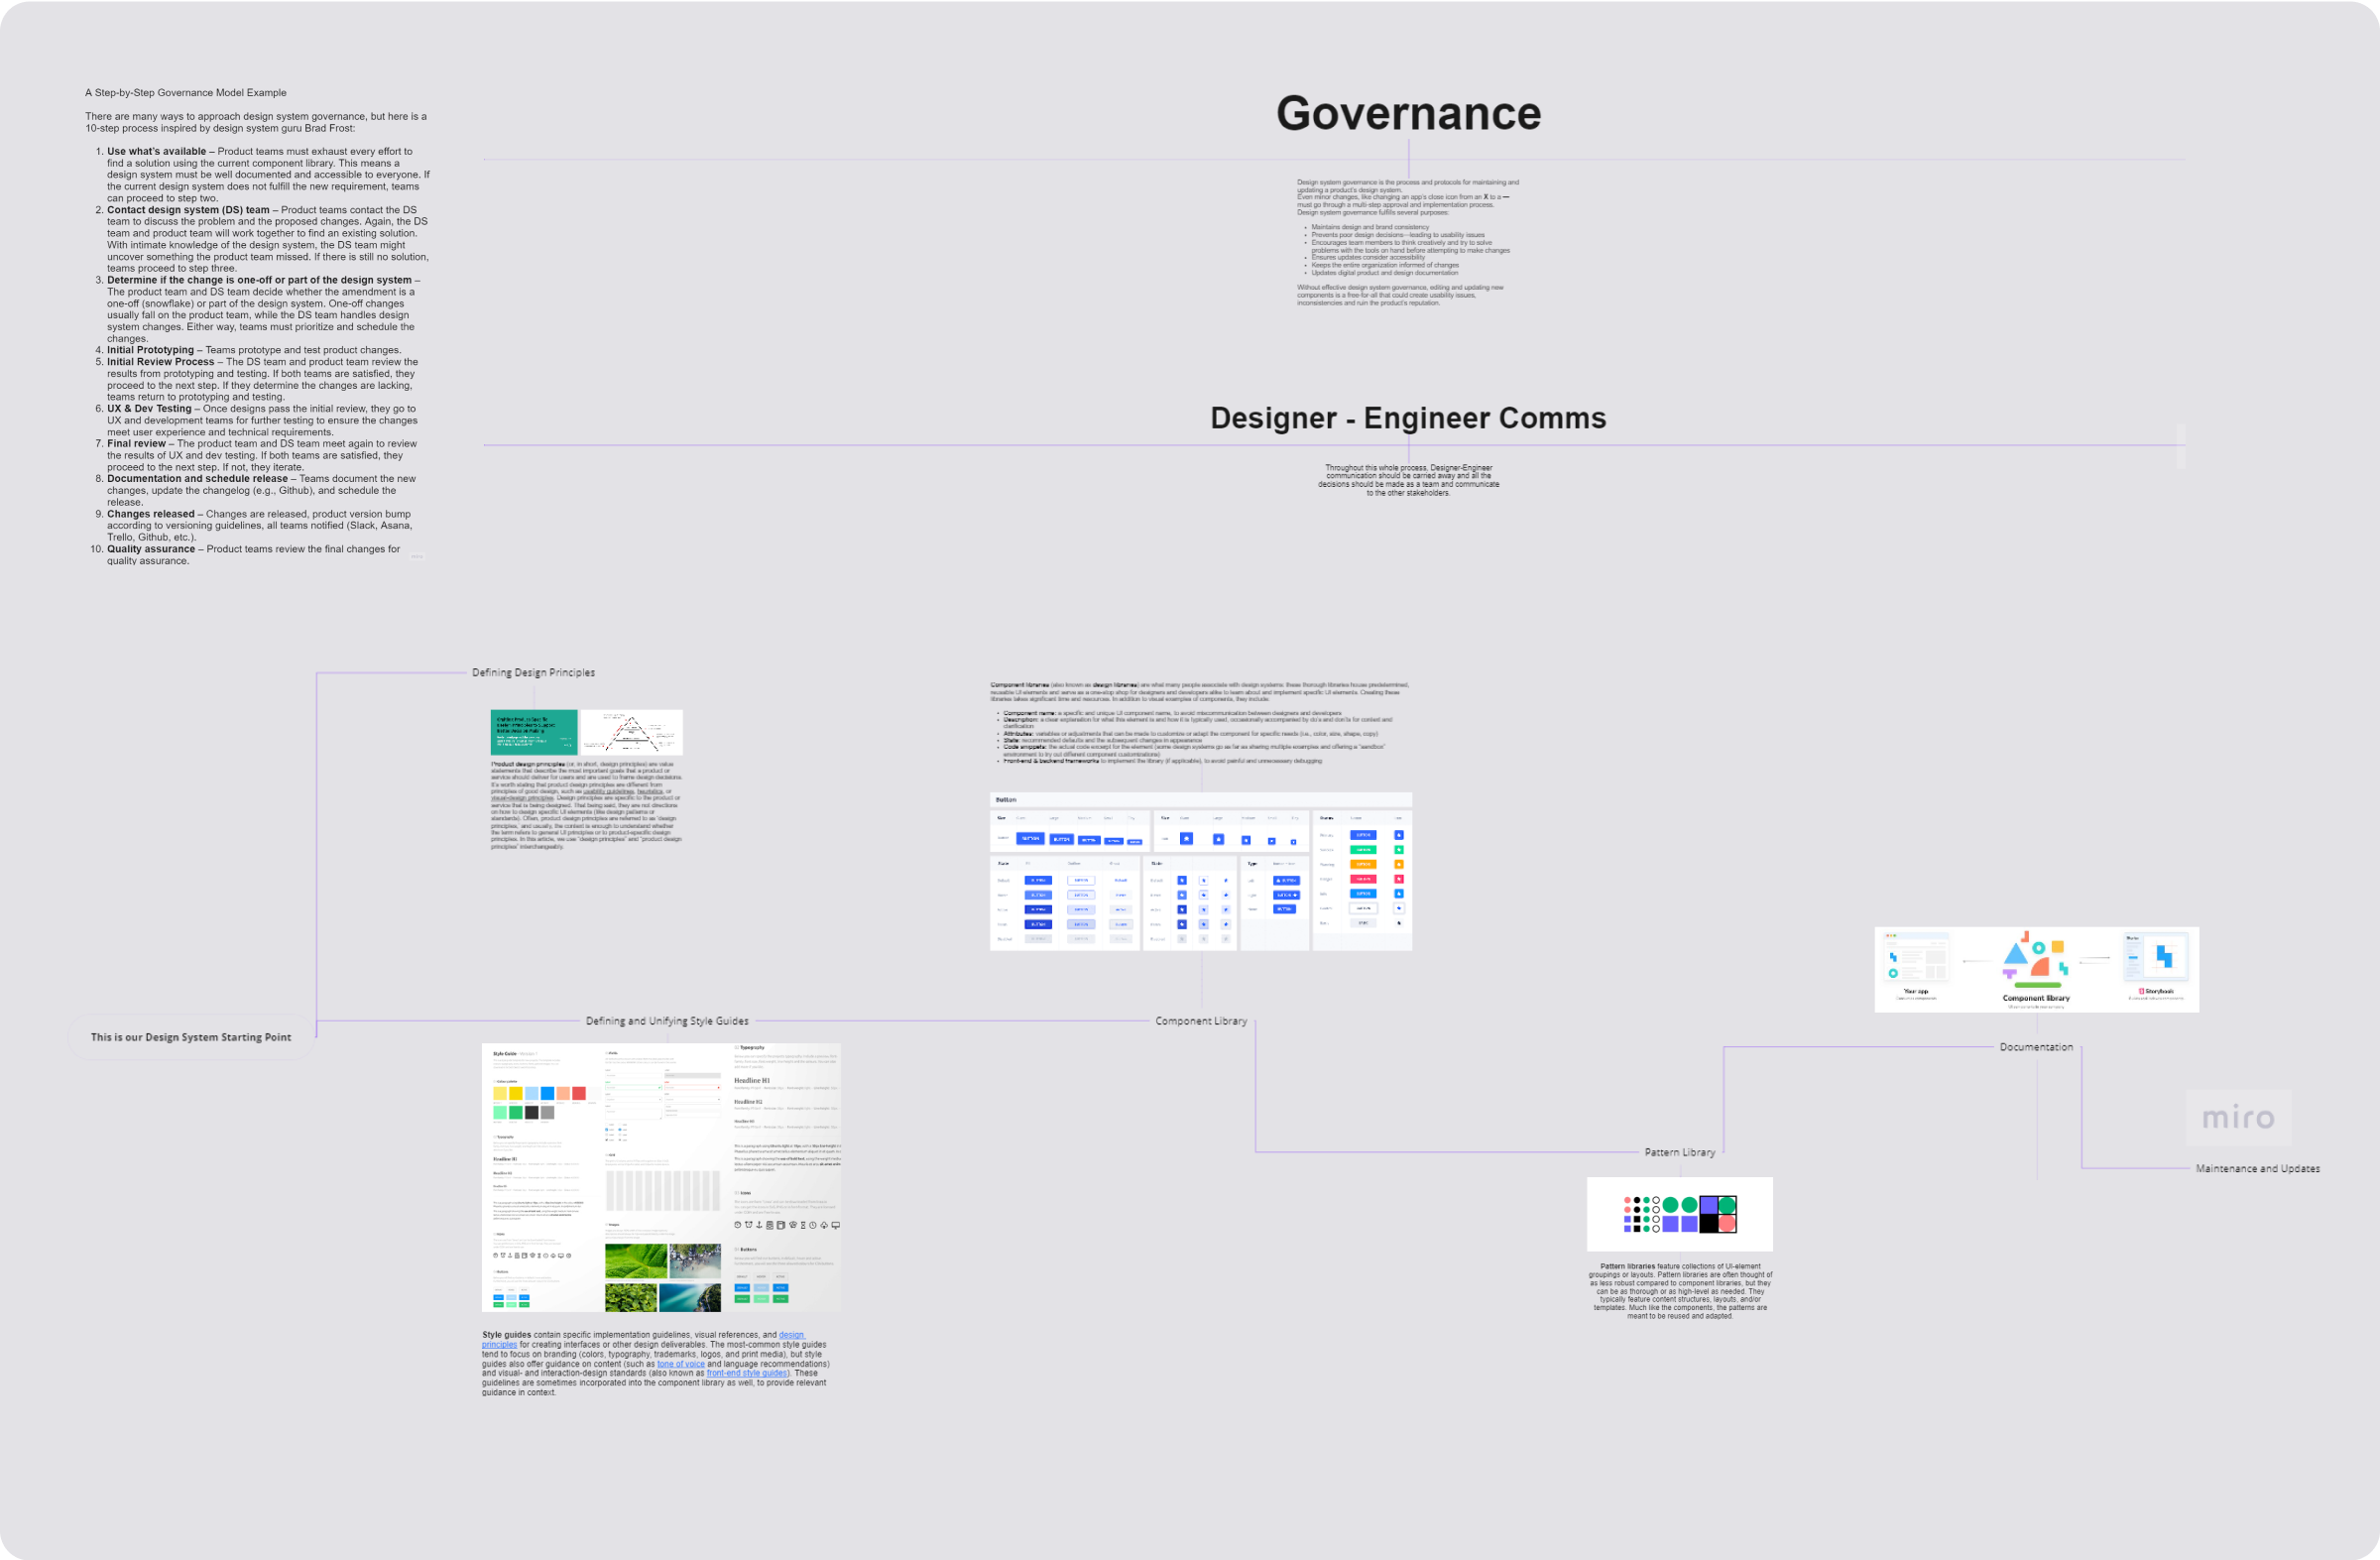 A Step-by-Step Governance Model Example
There are many ways to approach design system governance, but here is a
10-step process inspired by design system guru Brad Frost:
1. Use what's available – Product teams must exhaust every effort to
find a solution using the current component library. This means a
design system must be well documented and accessible to everyone. If
the current design system does not fulfill the new requirement, teams
can proceed to step two.
2. Contact design system (DS) team – Product teams contact the DS
team to discuss the problem and the proposed changes. Again, the DS
team and product team will work together to find an existing solution.
With intimate knowledge of the design system, the DS team might
uncover something the product team missed. If there is still no solution,
teams proceed to step three.
3. Determine if the change is one-off or part of the design system –
The product team and DS team decide whether the amendment is a
one-off (snowflake) or part of the design system. One-off changes
usually fall on the product team, while the DS team handles design
system changes. Either way, teams must prioritize and schedule the
changes.
4. Initial Prototyping – Teams prototype and test product changes.
5. Initial Review Process – The DS team and product team review the
results from prototyping and testing. If both teams are satisfied, they
proceed to the next step. If they determine the changes are lacking,
teams return to prototyping and testing.
6. UX & Dev Testing – Once designs pass the initial review, they go to
UX and development teams for further testing to ensure the changes
meet user experience and technical requirements.
7. Final review – The product team and DS team meet again to review
the results of UX and dev testing. If both teams are satisfied, they
proceed to the next step. If not, they iterate.
8. Documentation and schedule release – Teams document the new
changes, update the changelog (e.g., Github), and schedule the
release.
9. Changes released – Changes are released, product version bump
according to versioning guidelines, all teams notified (Slack, Asana,
Trello, Github, etc.).
10. Quality assurance – Product teams review the final changes for
quality assurance.
Governance
Design system governance is the process and protocols for maintaining and
updating a product's design system.
Even minor changes, like changing an app's close icon from an X to a —
must go through a multi-step approval and implementation process.
Design system governance fulfills several purposes:
• Maintains design and brand consistency
• Prevents poor design decisions—leading to usability issues
• Encourages team members to think creatively and try to solve
problems with the tools on hand before attempting to make changes
• Ensures updates consider accessibility
• Keeps the entire organization informed of changes
• Updates digital product and design documentation
Without effective design system governance, editing and updating new
components is a free-for-all that could create usability issues,
inconsistencies and ruin the product's reputation.
Designer - Engineer Comms
Throughout this whole process, Designer-Engineer
communication should be carried away and all the
decisions should be made as a team and communicate
to the other stakeholders.
Defining Design Principles
Product design principles (or, in short, design principles) are value
statements that describe the most important goals that a product or
service should deliver for users and are used to frame design decisions.
It's worth stating that product design principles are different from
principles of good design, such as usability guidelines, heuristics, or
visual-design principles. Design principles are specific to the product or
service that is being designed. That being said, they are not directions
on how to design specific UI elements (like design patterns or
standards). Often, product design principles are referred to as "design
principles," and usually, the context is enough to understand whether
the term refers to general UI principles or to product-specific design
principles. In this article, we use "design principles" and "product design
principles" interchangeably.
Component libraries (also known as design libraries) are what many people associate with design systems: these thorough libraries house predetermined,
reusable UI elements and serve as a one-stop shop for designers and developers alike to learn about and implement specific UI elements. Creating these
libraries takes significant time and resources. In addition to visual examples of components, they include:
• Component name: a specific and unique UI component name, to avoid miscommunication between designers and developers
• Description: a clear explanation for what this element is and how it is typically used, occasionally accompanied by do's and don'ts for context and
clarification
• Attributes: variables or adjustments that can be made to customize or adapt the component for specific needs (i.e., color, size, shape, copy)
• State: recommended defaults and the subsequent changes in appearance
• Code snippets: the actual code excerpt for the element (some design systems go as far as sharing multiple examples and offering a "sandbox"
environment to try out different component customizations)
• Front-end & backend frameworks to implement the library (if applicable), to avoid painful and unnecessary debugging
Button
This is our Design System Starting Point
Defining and Unifying Style Guides
Component Library
Style Guide
Typography
Headline H1
Headline H2
Icons
Buttons
Style guides contain specific implementation guidelines, visual references, and design
principles for creating interfaces or other design deliverables. The most-common style guides
tend to focus on branding (colors, typography, trademarks, logos, and print media), but style
guides also offer guidance on content (such as tone of voice and language recommendations)
and visual- and interaction-design standards (also known as front-end style guides). These
guidelines are sometimes incorporated into the component library as well, to provide relevant
guidance in context.
Pattern Library
Pattern libraries feature collections of UI-element
groupings or layouts. Pattern libraries are often thought of
as less robust compared to component libraries, but they
can be as thorough or as high-level as needed. They
typically feature content structures, layouts, and/or
templates. Much like the components, the patterns are
meant to be reused and adapted.
Your app
Component library
Storybook
Documentation
miro
Maintenance and Updates